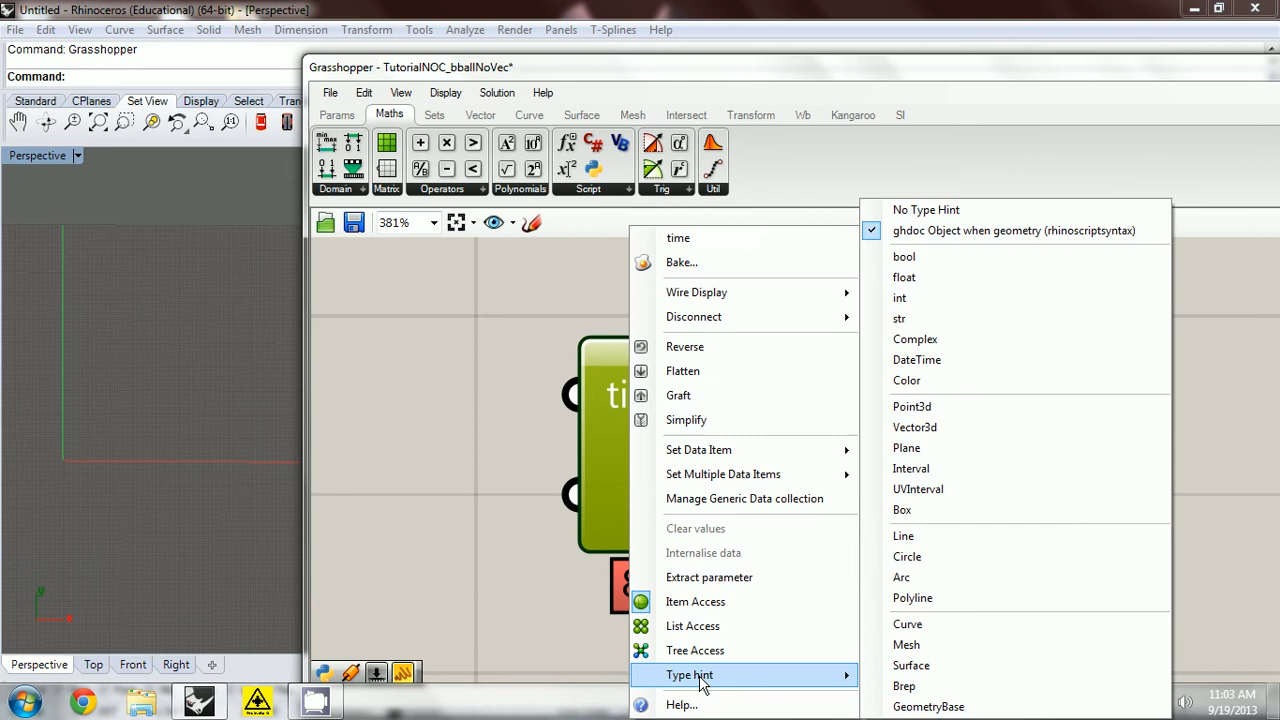 Untitled - Rhinoceros (Educational) (64-bit) - [Perspective]
File Edit View Curve Surface Solid Mesh Dimension Transform Tools Analyze Render Panels T-Splines Help
Command: Grasshopper
Command:
Standard CPlanes Set View Display Select
Perspective
Grasshopper - TutorialNOC_bballNoVec*
File Edit View Display Solution Help
Params Maths Sets Vector Curve Surface Mesh Intersect Transform Wb Kangaroo SI
Domain Matrix Operators Polynomials Script Trig Util
381%
time
Bake...
Wire Display
Disconnect
Reverse
Flatten
Graft
Simplify
Set Data Item
Set Multiple Data Items
Manage Generic Data collection
Clear values
Internalise data
Extract parameter
Item Access
List Access
Tree Access
Type hint
Help...
No Type Hint
ghdoc Object when geometry (rhinoscriptsyntax)
bool
float
int
str
Complex
DateTime
Color
Point3d
Vector3d
Plane
Interval
UVInterval
Box
Line
Circle
Arc
Polyline
Curve
Mesh
Surface
Brep
GeometryBase
y
x
Perspective Top Front Right
11:03 AM
9/19/2013